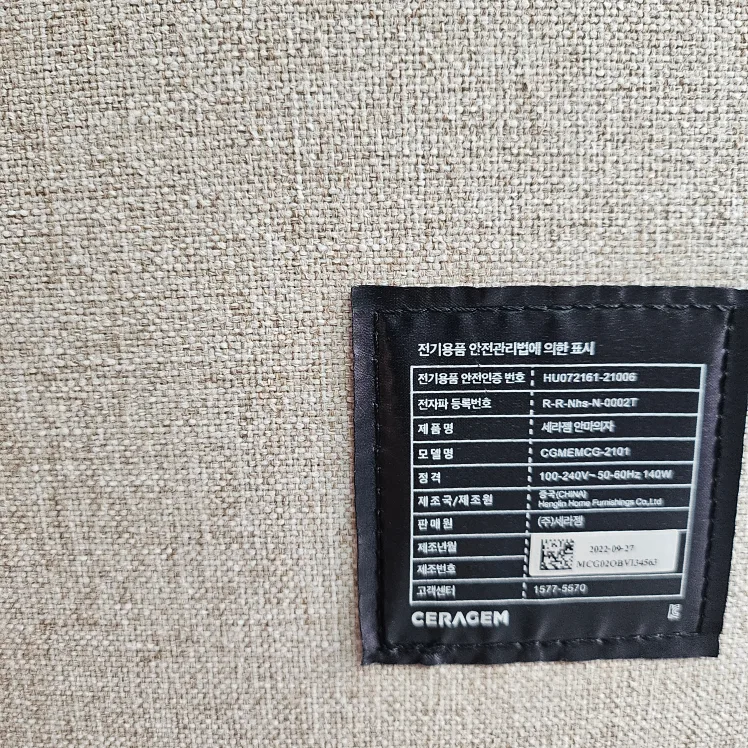 전기용품 안전관리법에 의한 표시
전기용품 안전인증 번호 HU072161-21006
전자파 등록번호 R-R-Nhs-N-0002T
제품명 세라젬 안마의자
모델명 CGMEMCG-2101
정격 100-240V~ 50-60Hz 140W
제조국/제조원 중국(CHINA)
Henglin Home Furnishings Co.,Ltd
판매원 (주)세라젬
제조년월 2022-09-27
제조번호 MCG02OBVJ34563
고객센터 1577-5570
CERAGEM